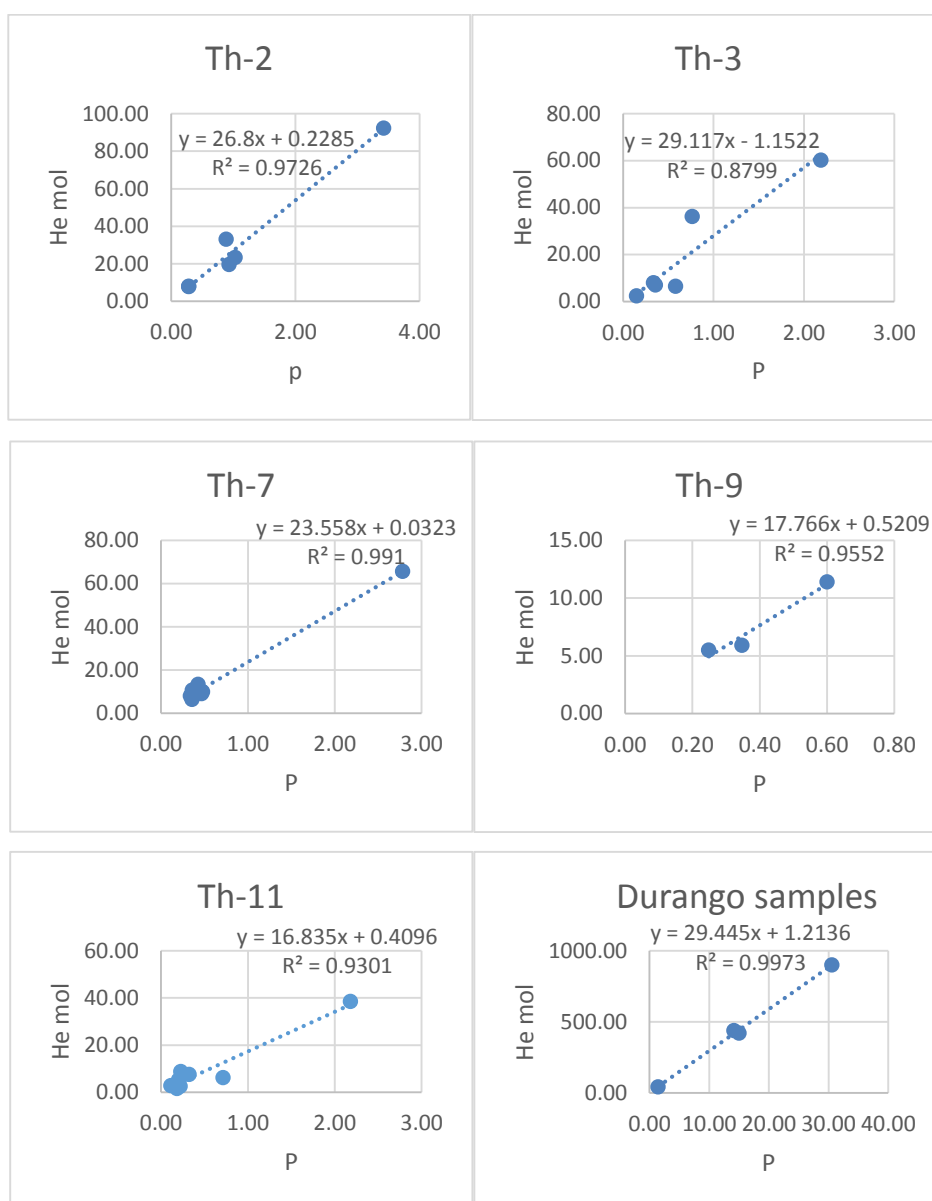 Th-2
100.00
80.00
60.00
40.00
20.00
0.00
He mol
y = 26.8x + 0.2285
R² = 0.9726
0.00 2.00 4.00
p
Th-3
80.00
60.00
40.00
20.00
0.00
He mol
y = 29.117x - 1.1522
R² = 0.8799
0.00 1.00 2.00 3.00
P
Th-7
80.00
60.00
40.00
20.00
0.00
He mol
y = 23.558x + 0.0323
R² = 0.991
0.00 1.00 2.00 3.00
P
Th-9
15.00
10.00
5.00
0.00
He mol
y = 17.766x + 0.5209
R² = 0.9552
0.00 0.20 0.40 0.60 0.80
P
Th-11
60.00
40.00
20.00
0.00
He mol
y = 16.835x + 0.4096
R² = 0.9301
0.00 1.00 2.00 3.00
P
Durango samples
1000.00
500.00
0.00
He mol
y = 29.445x + 1.2136
R² = 0.9973
0.00 10.00 20.00 30.00 40.00
P